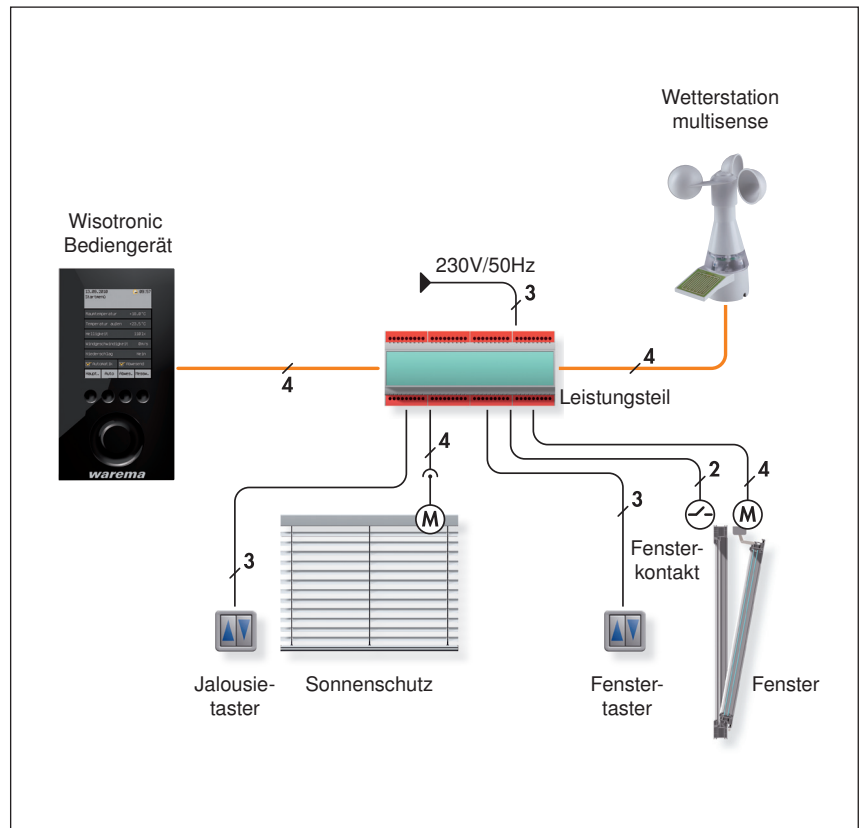 Wetterstation
multisense
Wisotronic
Bediengerät
230V/50Hz
3
4
4
Leistungsteil
warema
4
2
4
3
3
M
M
Fenster-
kontakt
Jalousie-
taster
Sonnenschutz
Fenster-
taster
Fenster